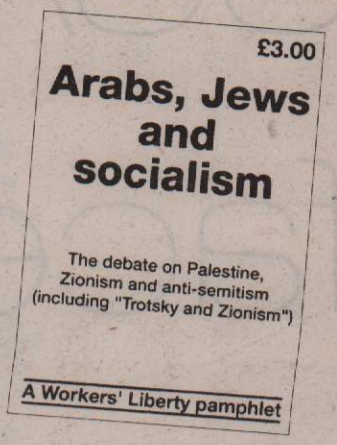 £3.00
Arabs, Jews
and
socialism
The debate on Palestine,
Zionism and anti-semitism
(including "Trotsky and Zionism")
A Workers' Liberty pamphlet